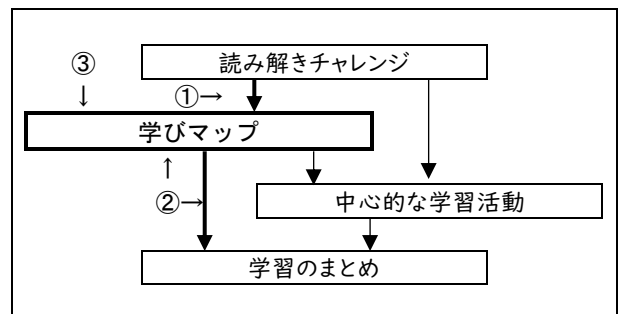 読み解きチャレンジ
③
↓
①→
学びマップ
↑
②→
中心的な学習活動
学習のまとめ